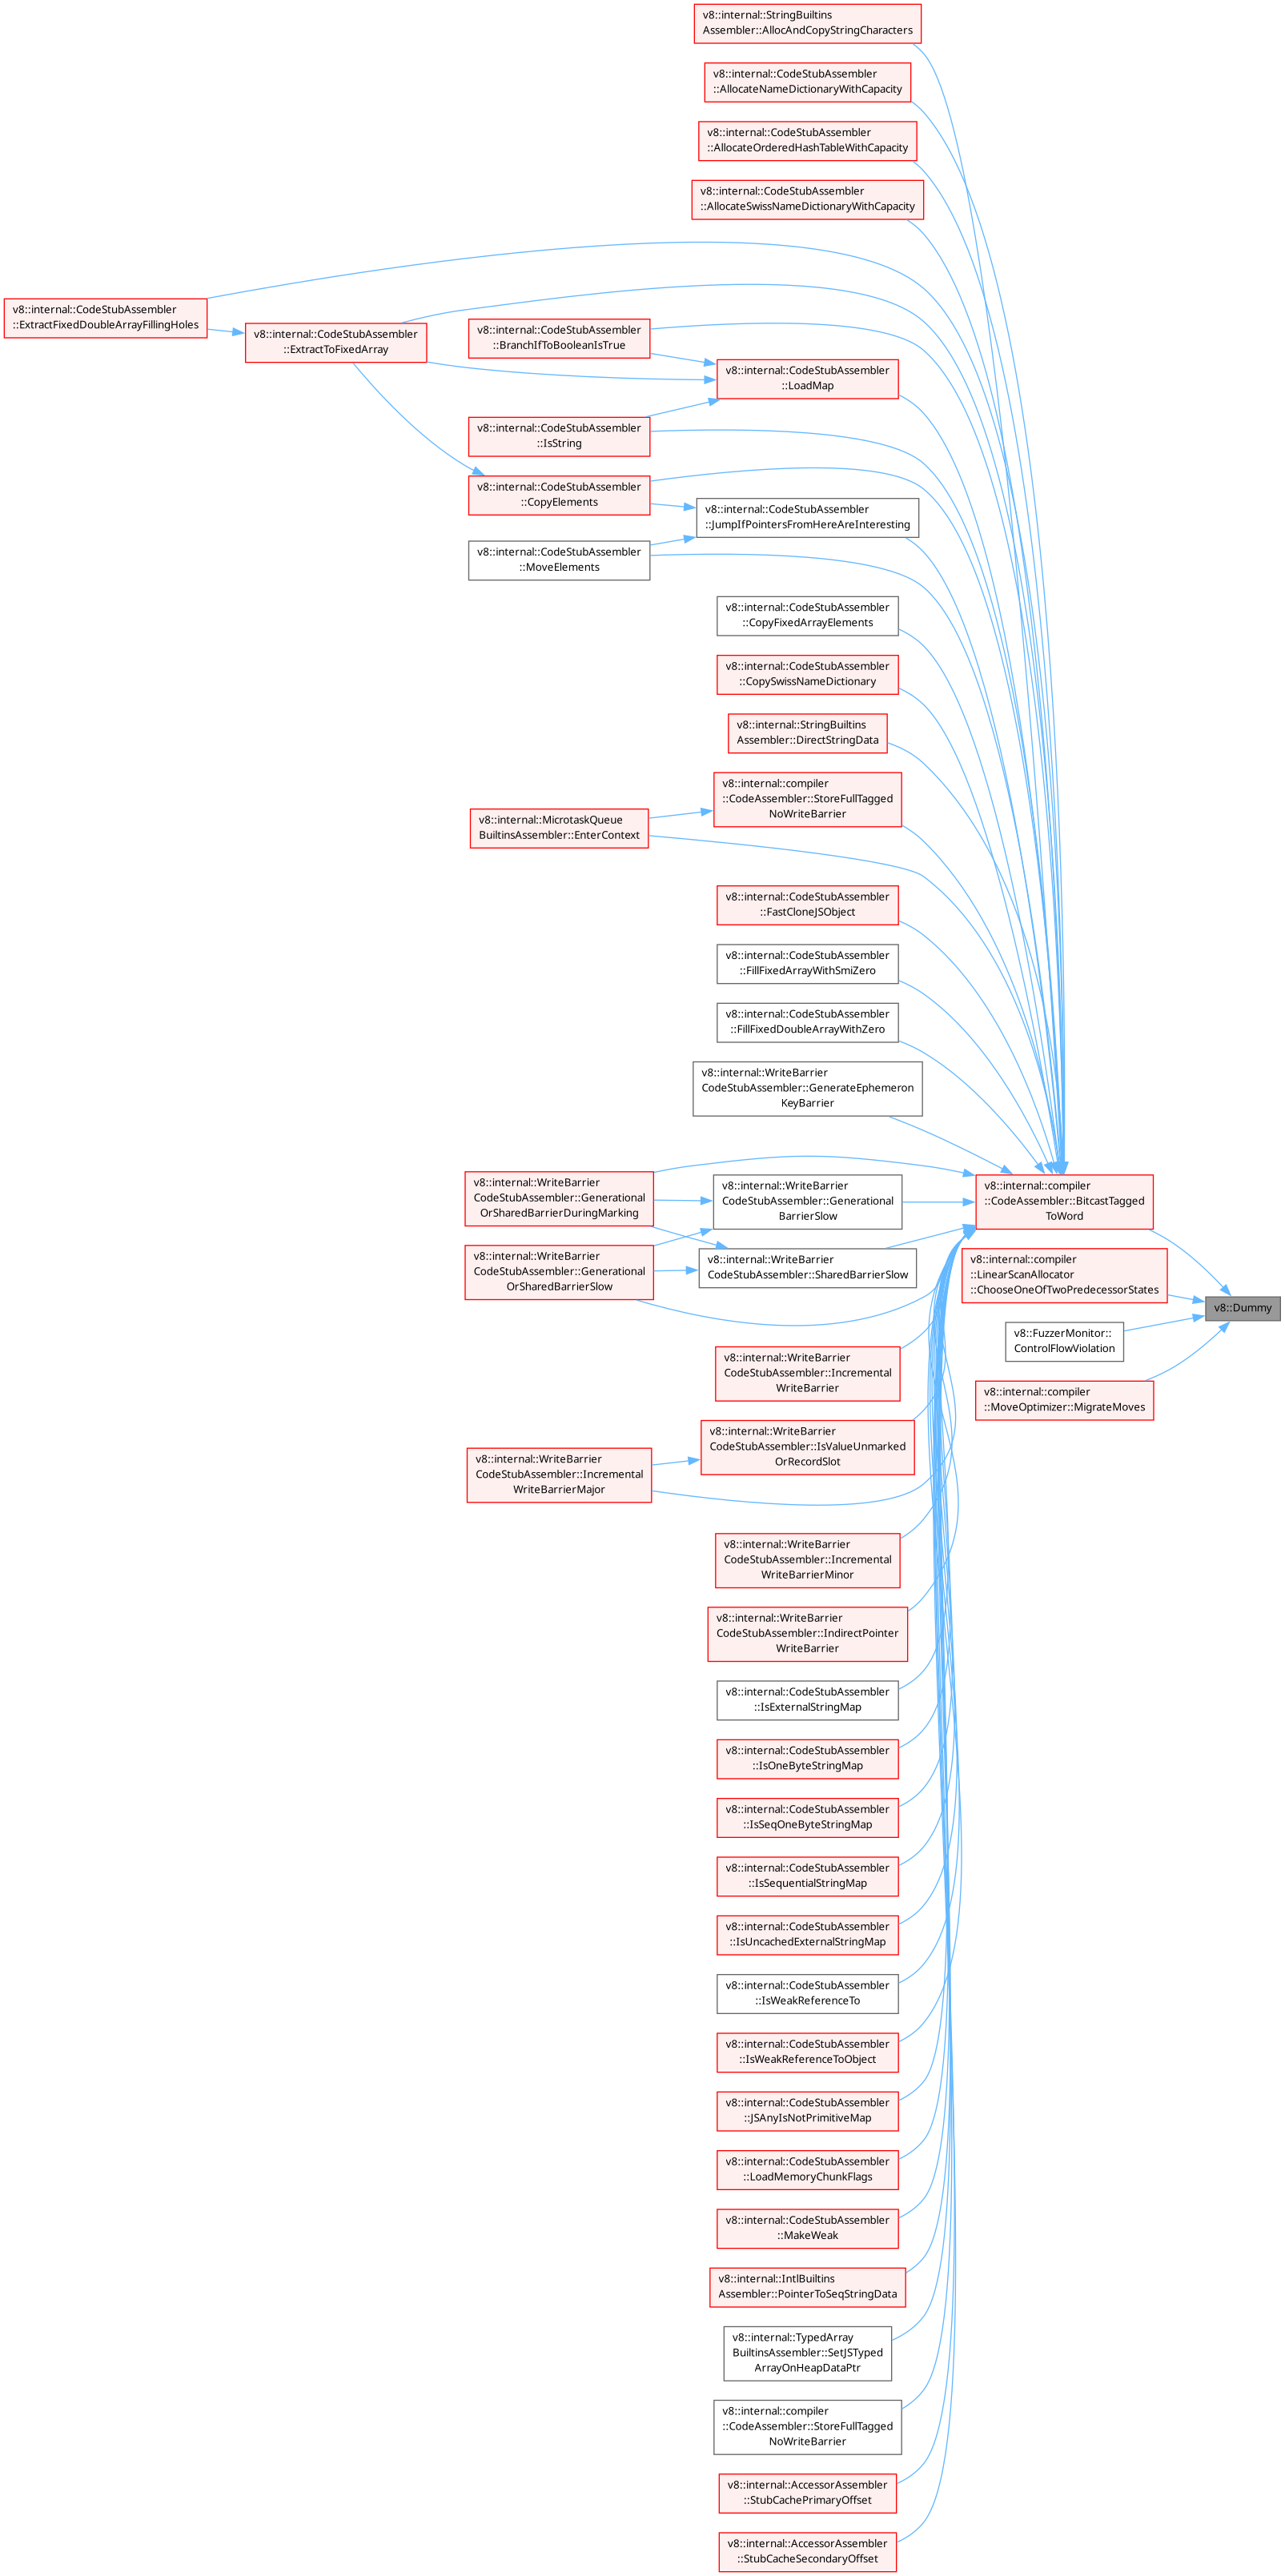 v8::internal::StringBuiltins
Assembler::AllocAndCopyStringCharacters
v8::internal::CodeStubAssembler
::AllocateNameDictionaryWithCapacity
v8::internal::CodeStubAssembler
::AllocateOrderedHashTableWithCapacity
v8::internal::CodeStubAssembler
::AllocateSwissNameDictionaryWithCapacity
v8::internal::CodeStubAssembler
::ExtractFixedDoubleArrayFillingHoles
v8::internal::CodeStubAssembler
::ExtractToFixedArray
v8::internal::CodeStubAssembler
::BranchIfToBooleanIsTrue
v8::internal::CodeStubAssembler
::LoadMap
v8::internal::CodeStubAssembler
::IsString
v8::internal::CodeStubAssembler
::CopyElements
v8::internal::CodeStubAssembler
::JumpIfPointersFromHereAreInteresting
v8::internal::CodeStubAssembler
::MoveElements
v8::internal::CodeStubAssembler
::CopyFixedArrayElements
v8::internal::CodeStubAssembler
::CopySwissNameDictionary
v8::internal::StringBuiltins
Assembler::DirectStringData
v8::internal::compiler
::CodeAssembler::StoreFullTagged
NoWriteBarrier
v8::internal::MicrotaskQueue
BuiltinsAssembler::EnterContext
v8::internal::CodeStubAssembler
::FastCloneJSObject
v8::internal::CodeStubAssembler
::FillFixedArrayWithSmiZero
v8::internal::CodeStubAssembler
::FillFixedDoubleArrayWithZero
v8::internal::WriteBarrier
CodeStubAssembler::GenerateEphemeron
KeyBarrier
v8::internal::WriteBarrier
CodeStubAssembler::Generational
OrSharedBarrierDuringMarking
v8::internal::WriteBarrier
CodeStubAssembler::Generational
BarrierSlow
v8::internal::compiler
::CodeAssembler::BitcastTagged
ToWord
v8::internal::WriteBarrier
CodeStubAssembler::Generational
OrSharedBarrierSlow
v8::internal::WriteBarrier
CodeStubAssembler::SharedBarrierSlow
v8::internal::compiler
::LinearScanAllocator
::ChooseOneOfTwoPredecessorStates
v8::Dummy
v8::FuzzerMonitor::
ControlFlowViolation
v8::internal::compiler
::MoveOptimizer::MigrateMoves
v8::internal::WriteBarrier
CodeStubAssembler::Incremental
WriteBarrier
v8::internal::WriteBarrier
CodeStubAssembler::IsValueUnmarked
OrRecordSlot
v8::internal::WriteBarrier
CodeStubAssembler::Incremental
WriteBarrierMajor
v8::internal::WriteBarrier
CodeStubAssembler::Incremental
WriteBarrierMinor
v8::internal::WriteBarrier
CodeStubAssembler::IndirectPointer
WriteBarrier
v8::internal::CodeStubAssembler
::IsExternalStringMap
v8::internal::CodeStubAssembler
::IsOneByteStringMap
v8::internal::CodeStubAssembler
::IsSeqOneByteStringMap
v8::internal::CodeStubAssembler
::IsSequentialStringMap
v8::internal::CodeStubAssembler
::IsUncachedExternalStringMap
v8::internal::CodeStubAssembler
::IsWeakReferenceTo
v8::internal::CodeStubAssembler
::IsWeakReferenceToObject
v8::internal::CodeStubAssembler
::JSAnyIsNotPrimitiveMap
v8::internal::CodeStubAssembler
::LoadMemoryChunkFlags
v8::internal::CodeStubAssembler
::MakeWeak
v8::internal::IntlBuiltins
Assembler::PointerToSeqStringData
v8::internal::TypedArray
BuiltinsAssembler::SetJSTyped
ArrayOnHeapDataPtr
v8::internal::compiler
::CodeAssembler::StoreFullTagged
NoWriteBarrier
v8::internal::AccessorAssembler
::StubCachePrimaryOffset
v8::internal::AccessorAssembler
::StubCacheSecondaryOffset